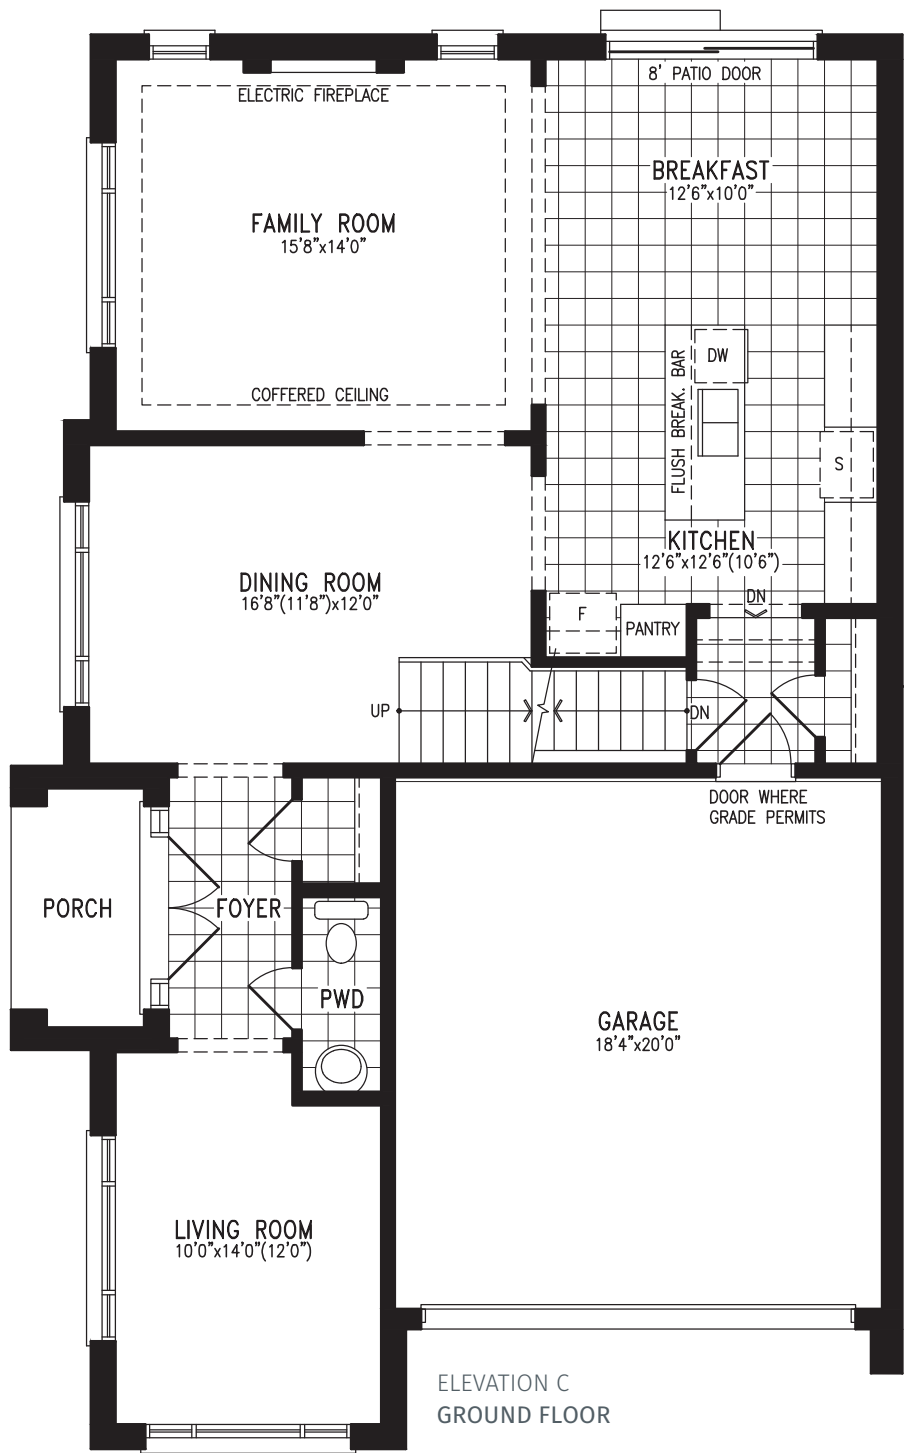 8' PATIO DOOR
ELECTRIC FIREPLACE
BREAKFAST
12'6"x10'0"
FAMILY ROOM
15'8"x14'0"
DW
FLUSH BREAK. BAR
COFFERED CEILING
S
KITCHEN
12'6"x12'6"(10'6")
DINING ROOM
16'8"(11'8")x12'0"
DN
F
PANTRY
UP
DN
DOOR WHERE
GRADE PERMITS
PORCH
FOYER
PWD
GARAGE
18'4"x20'0"
LIVING ROOM
10'0"x14'0"(12'0")
ELEVATION C
GROUND FLOOR